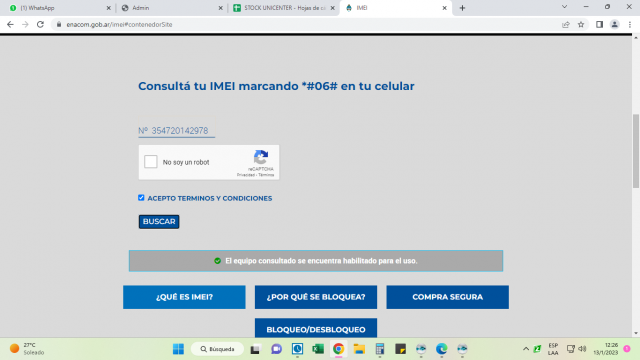 (1) WhatsApp
Admin
STOCK UNICENTER - Hojas de c
IMEI
enacom.gob.ar/imei#contenedorSite
Consultá tu IMEI marcando *#06# en tu celular
Nº 354720142978
No soy un robot
reCAPTCHA
Privacidad - Términos
ACEPTO TERMINOS Y CONDICIONES
BUSCAR
El equipo consultado se encuentra habilitado para el uso.
¿QUÉ ES IMEI?
¿POR QUÉ SE BLOQUEA?
COMPRA SEGURA
BLOQUEO/DESBLOQUEO
27°C
Soleado
Búsqueda
ESP
LAA
12:26
13/1/2023